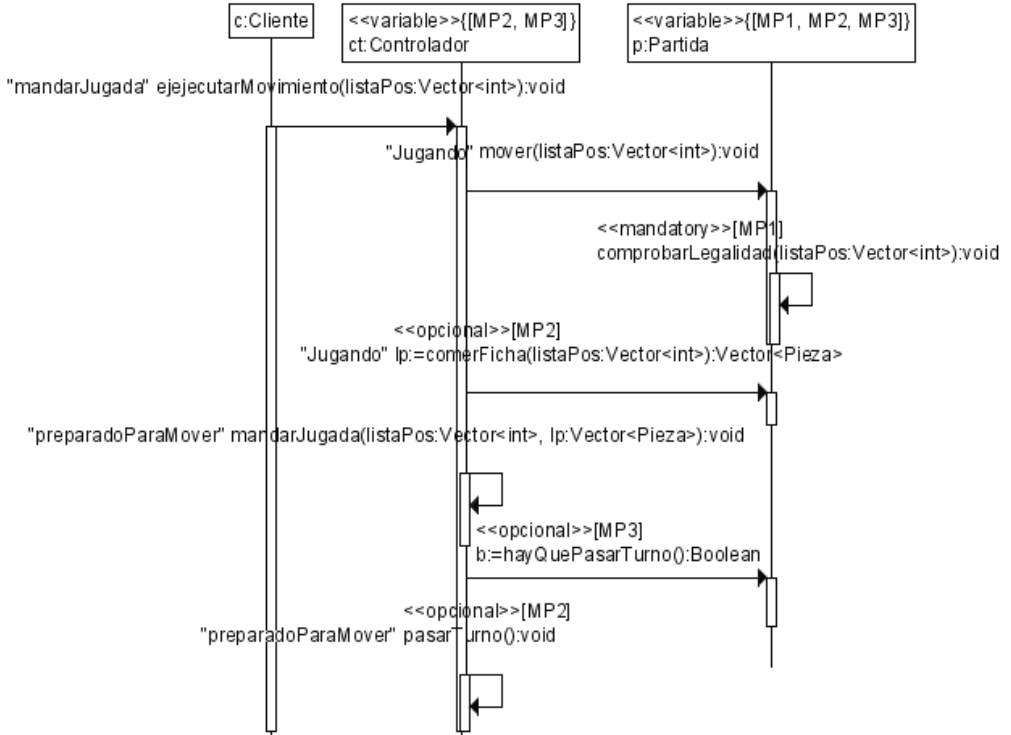 c:Cliente
<<variable>>{[MP2, MP3]}
ct:Controlador
<<variable>>{[MP1, MP2, MP3]}
p:Partida
"mandarJugada" ejejecutarMovimiento(listaPos:Vector<int>):void
"Jugando" mover(listaPos:Vector<int>):void
<<mandatory>>[MP1]
comprobarLegalidad(listaPos:Vector<int>):void
<<opcional>>[MP2]
"Jugando" lp:=comerFicha(listaPos:Vector<int>):Vector<Pieza>
"preparadoParaMover" mandarJugada(listaPos:Vector<int>, lp:Vector<Pieza>):void
<<opcional>>[MP3]
b:=hayQuePasarTurno():Boolean
<<opcional>>[MP2]
"preparadoParaMover" pasarTurno():void